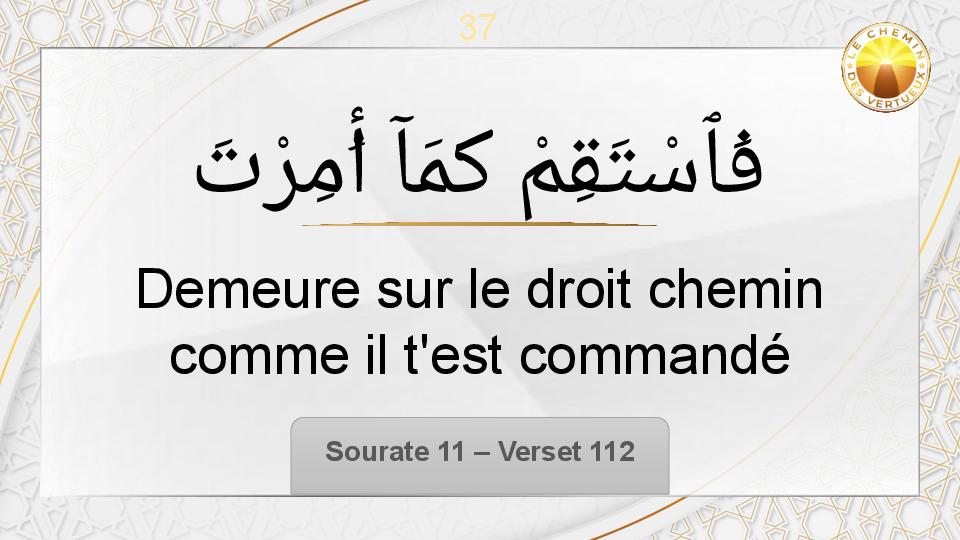 37
LE CHEMIN
DES VERTUEUX
فَٱسْتَقِمْ كَمَآ أُمِرْتَ
Demeure sur le droit chemin
comme il t'est commandé
Sourate 11 – Verset 112